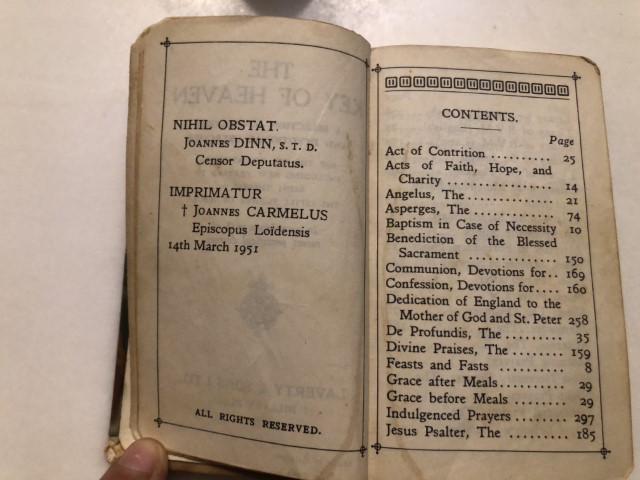 NIHIL OBSTAT.
JOANNES DINN, S. T. D.
Censor Deputatus.
IMPRIMATUR
† JOANNES CARMELUS
Episcopus Loïdensis
14th March 1951
ALL RIGHTS RESERVED.
CONTENTS.
Page
Act of Contrition .......... 25
Acts of Faith, Hope, and
Charity ................ 14
Angelus, The ............ 21
Asperges, The ............ 74
Baptism in Case of Necessity 10
Benediction of the Blessed
Sacrament .............. 150
Communion, Devotions for.. 169
Confession, Devotions for.... 160
Dedication of England to the
Mother of God and St. Peter 258
De Profundis, The ......... 35
Divine Praises, The ........ 159
Feasts and Fasts .......... 8
Grace after Meals......... 29
Grace before Meals ....... 29
Indulgenced Prayers ...... 297
Jesus Psalter, The ......... 185